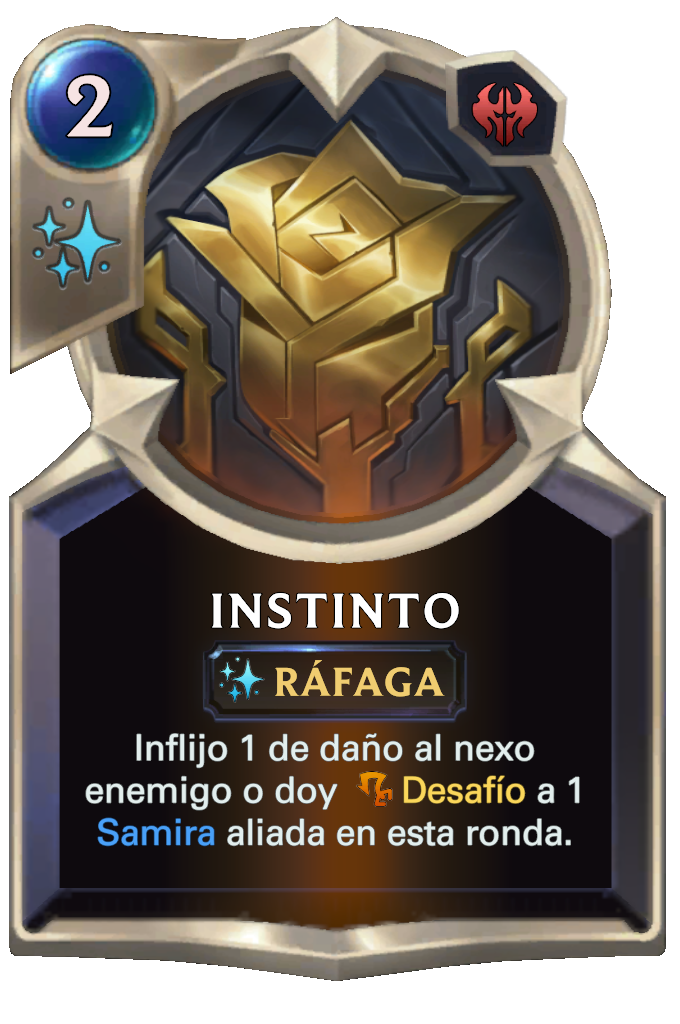 2
INSTINTO
RÁFAGA
Inflijo 1 de daño al nexo
enemigo o doy Desafío a 1
Samira aliada en esta ronda.